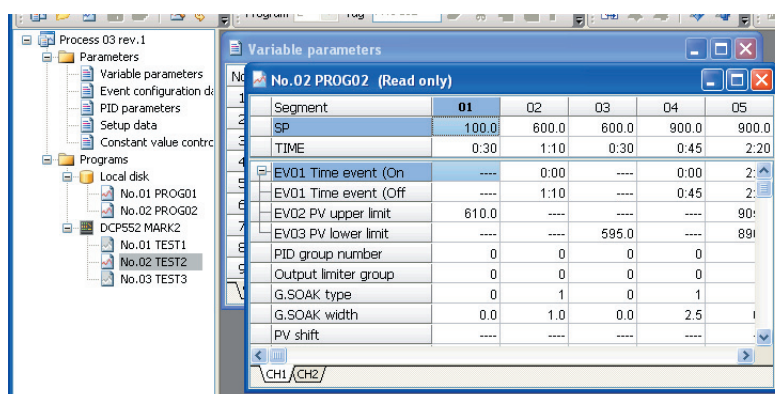 Program 2 Tag
Process 03 rev.1
Parameters
Variable parameters
Event configuration da
PID parameters
Setup data
Constant value contrc
Programs
Local disk
No.01 PROG01
No.02 PROG02
DCP552 MARK2
No.01 TEST1
No.02 TEST2
No.03 TEST3
Variable parameters
No.02 PROG02 (Read only)
Segment 01 02 03 04 05
SP 100.0 600.0 600.0 900.0 900.0
TIME 0:30 1:10 0:30 0:45 2:20
EV01 Time event (On ---- 0:00 ---- 0:00 2:
EV01 Time event (Off ---- 1:10 ---- 0:45 2:
EV02 PV upper limit 610.0 ---- ---- ----
EV03 PV lower limit ---- ---- 595.0 ----
PID group number 0 0 0 0
Output limiter group 0 0 0 0
G.SOAK type 0 1 0 1
G.SOAK width 0.0 1.0 0.0 2.5
PV shift ---- ---- ---- ----
CH1 CH2